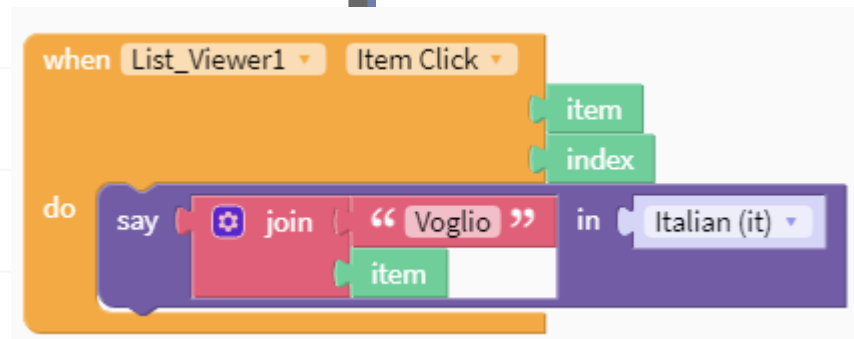 when List_Viewer1 Item Click
item
index
do say join “ Voglio ” in Italian (it)
item